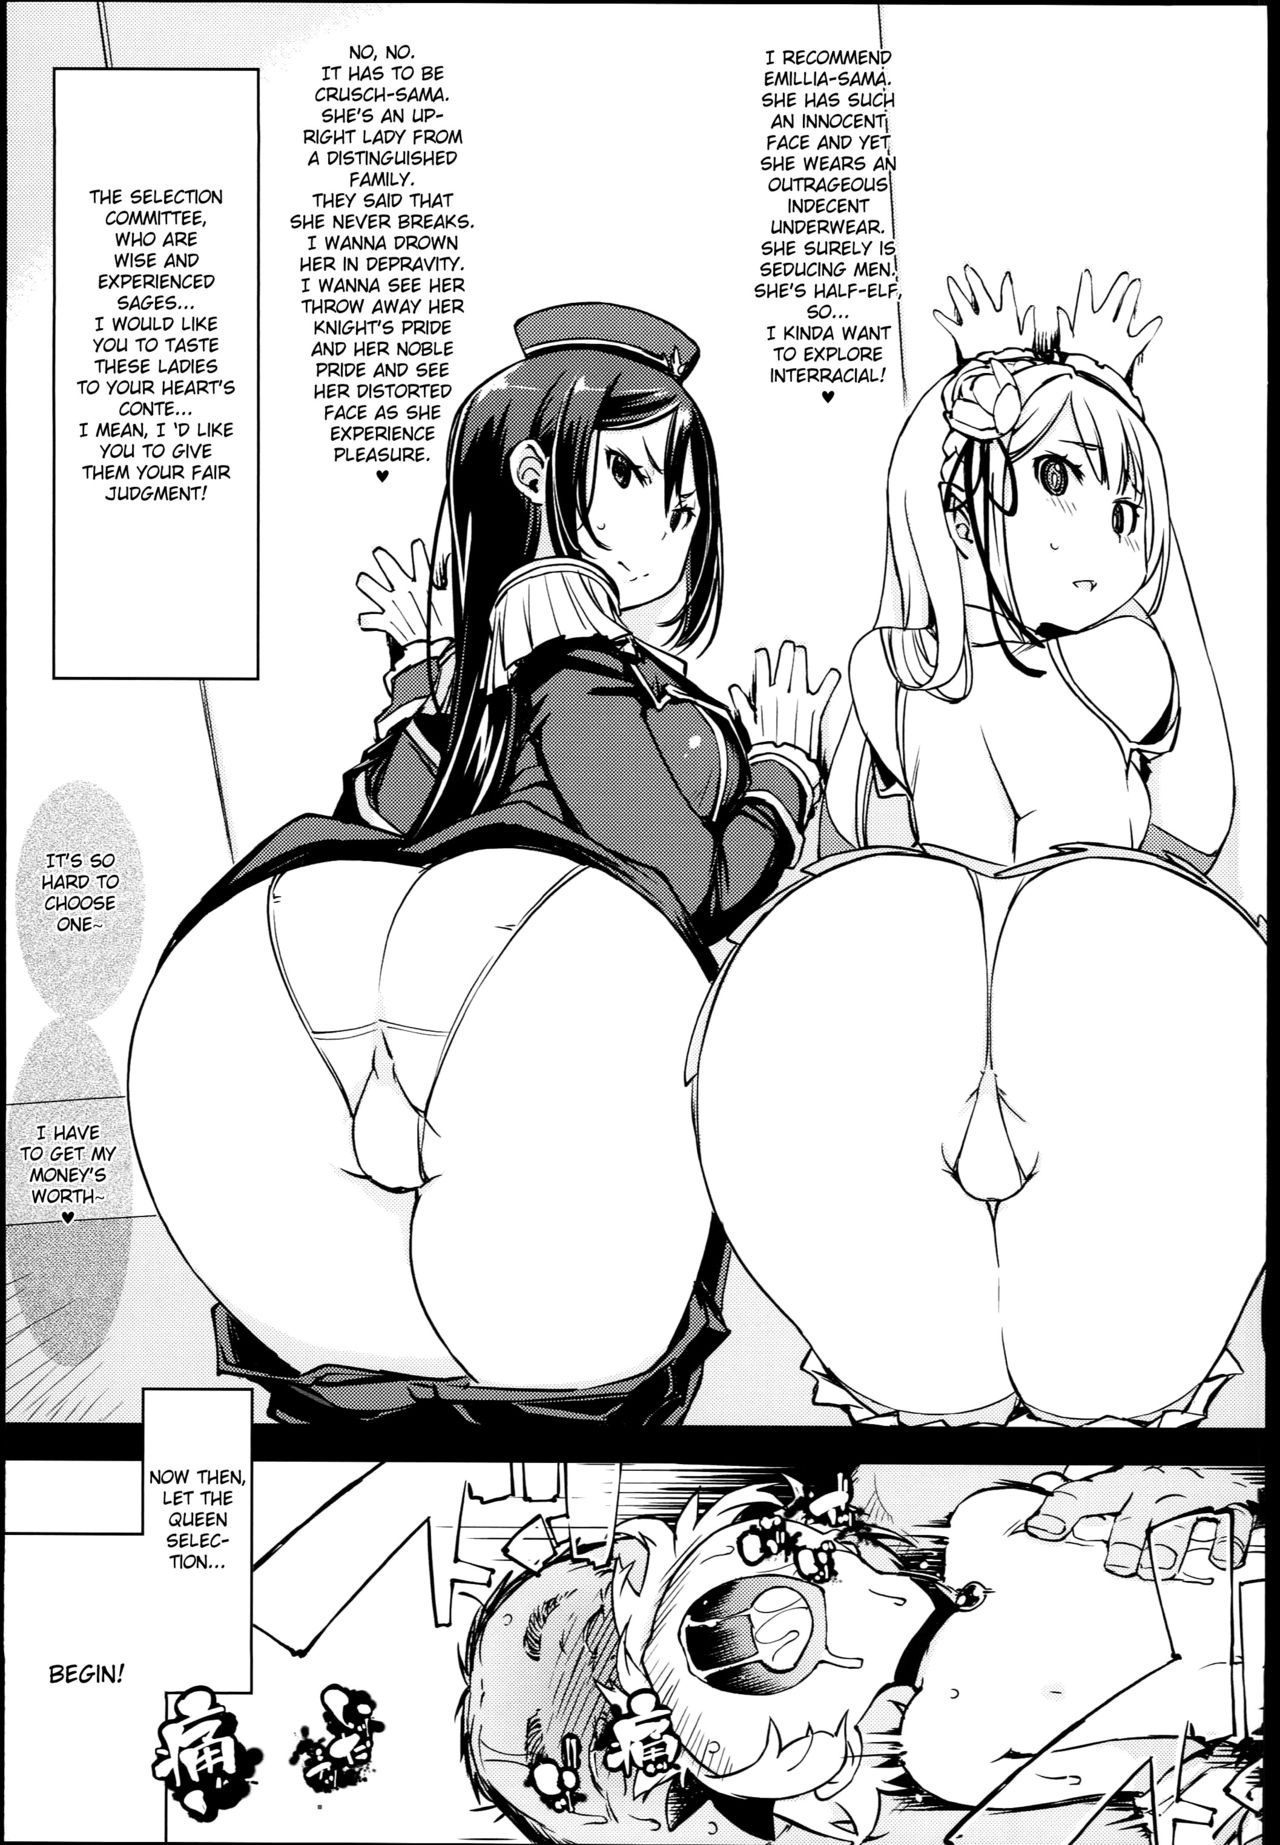 I RECOMMEND
EMILLIA-SAMA.
SHE HAS SUCH
AN INNOCENT
FACE AND YET
SHE WEARS AN
OUTRAGEOUS
INDECENT
UNDERWEAR.
SHE SURELY IS
SEDUCING MEN.
SHE'S HALF-ELF,
SO...
I KINDA WANT
TO EXPLORE
INTERRACIAL!
♥
NO, NO.
IT HAS TO BE
CRUSCH-SAMA.
SHE'S AN UP-
RIGHT LADY FROM
A DISTINGUISHED
FAMILY.
THEY SAID THAT
SHE NEVER BREAKS.
I WANNA DROWN
HER IN DEPRAVITY.
I WANNA SEE HER
THROW AWAY HER
KNIGHT'S PRIDE
AND HER NOBLE
PRIDE AND SEE
HER DISTORTED
FACE AS SHE
EXPERIENCE
PLEASURE.
♥
THE SELECTION
COMMITTEE,
WHO ARE
WISE AND
EXPERIENCED
SAGES...
I WOULD LIKE
YOU TO TASTE
THESE LADIES
TO YOUR HEART'S
CONTE...
I MEAN, I 'D LIKE
YOU TO GIVE
THEM YOUR FAIR
JUDGMENT!
IT'S SO
HARD TO
CHOOSE
ONE~
I HAVE
TO GET MY
MONEY'S
WORTH~
♥
NOW THEN,
LET THE
QUEEN
SELEC-
TION...
BEGIN!
痛
痛